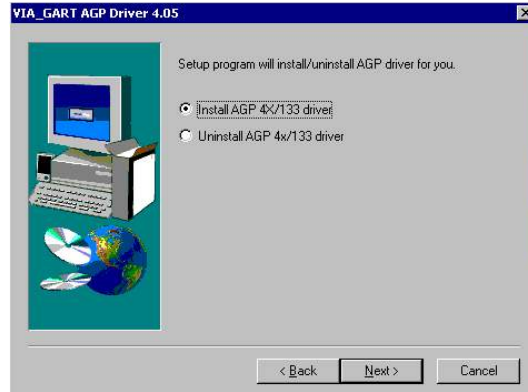 VIA_GART AGP Driver 4.05
Setup program will install/uninstall AGP driver for you.
Install AGP 4X/133 driver
Uninstall AGP 4x/133 driver
< Back
Next >
Cancel